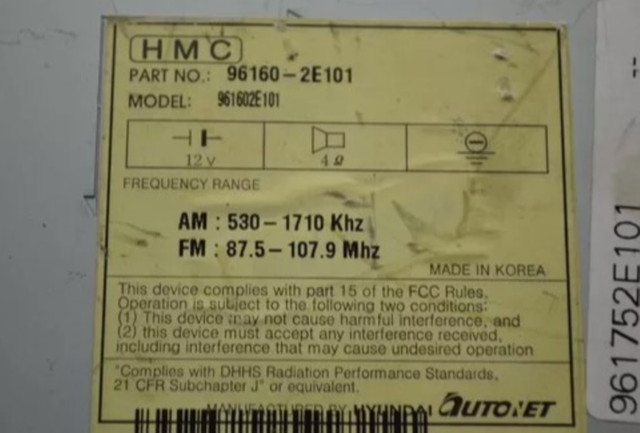 HMC
PART NO.: 96160-2E101
MODEL: 961602E101
12 V
4 Ω
FREQUENCY RANGE
AM : 530 - 1710 Khz
FM : 87.5 - 107.9 Mhz
MADE IN KOREA
This device complies with part 15 of the FCC Rules.
Operation is subject to the following two conditions:
(1) This device may not cause harmful interference, and
(2) this device must accept any interference received,
including interference that may cause undesired operation
"Complies with DHHS Radiation Performance Standards,
21 CFR Subchapter J" or equivalent.
MANUFACTURED BY HYUNDAI AUTONET
961752E101